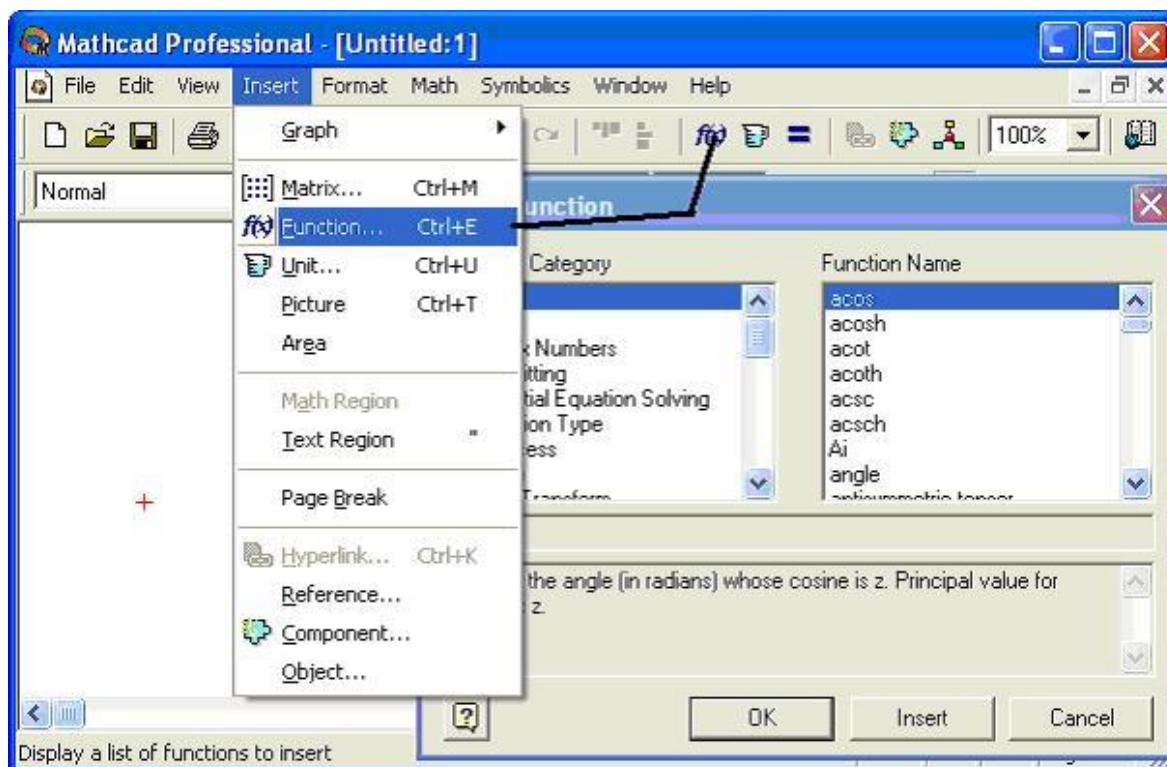 Mathcad Professional - [Untitled:1]
File Edit View Insert Format Math Symbolics Window Help
f(x) 100%
Normal
Graph
Matrix... Ctrl+M
f(x) Function... Ctrl+E
Unit... Ctrl+U
Picture Ctrl+T
Area
Math Region
Text Region "
Page Break
Hyperlink... Ctrl+K
Reference...
Component...
Object...
unction
Category
Numbers
itting
tial Equation Solving
ion Type
ess
Transform
Function Name
acos
acosh
acot
acoth
acsc
acsch
Ai
angle
antisymmetric tensor
the angle (in radians) whose cosine is z. Principal value for
z.
OK Insert Cancel
Display a list of functions to insert